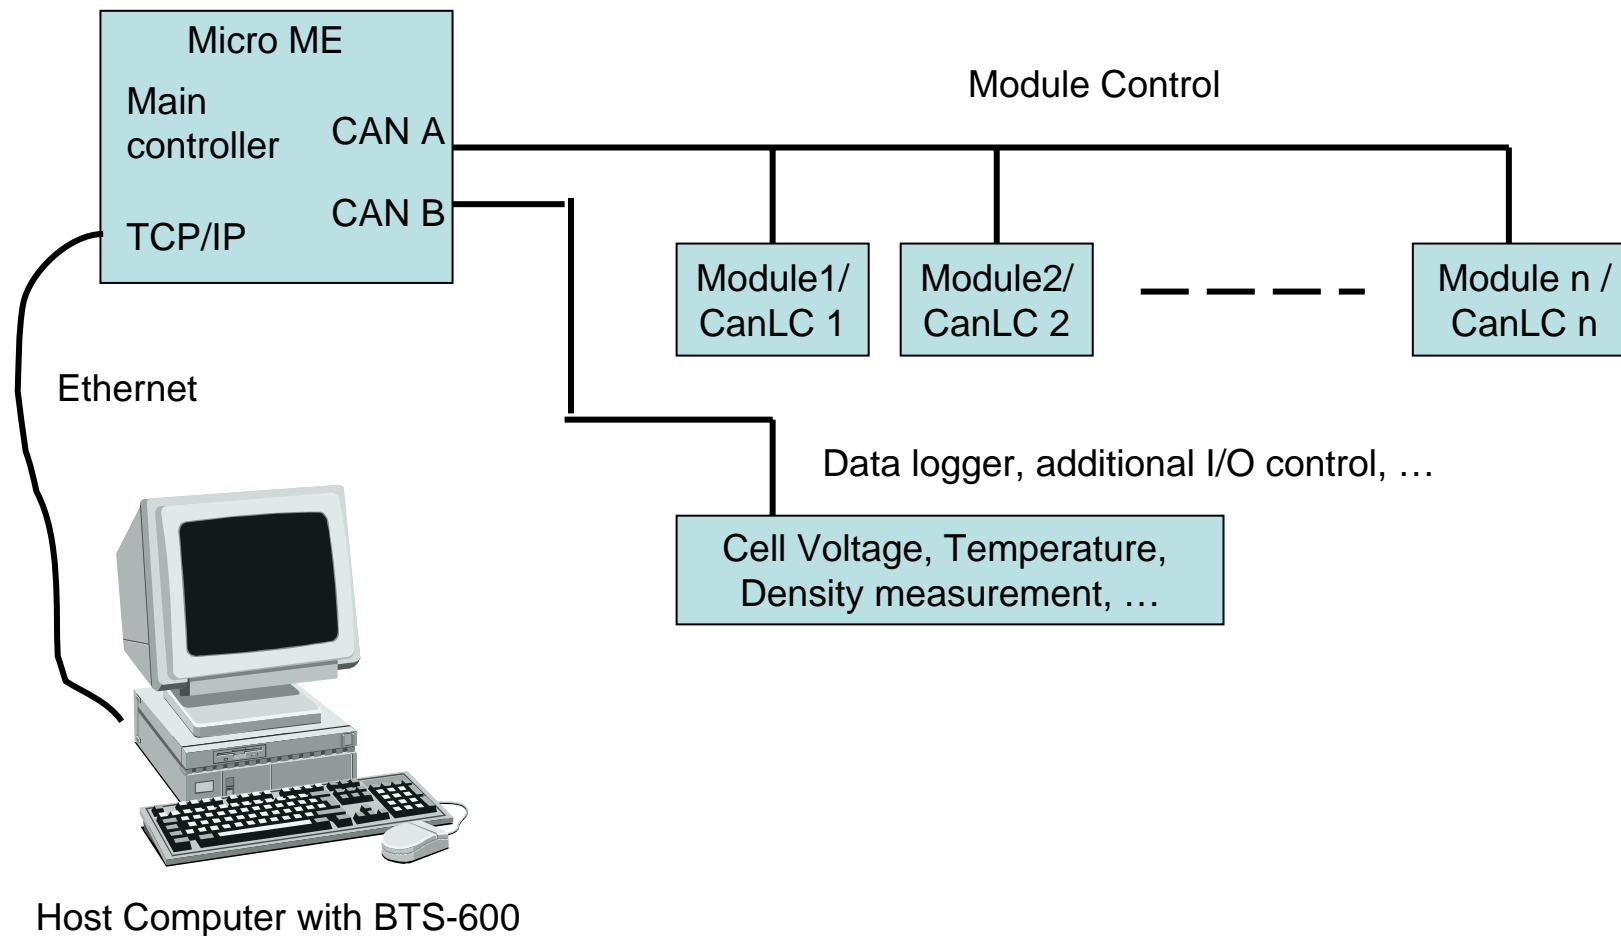 Micro ME
Main
controller
CAN A
CAN B
TCP/IP
Module Control
Module1/
CanLC 1
Module2/
CanLC 2
Module n /
CanLC n
Ethernet
Data logger, additional I/O control, …
Cell Voltage, Temperature,
Density measurement, …
Host Computer with BTS-600